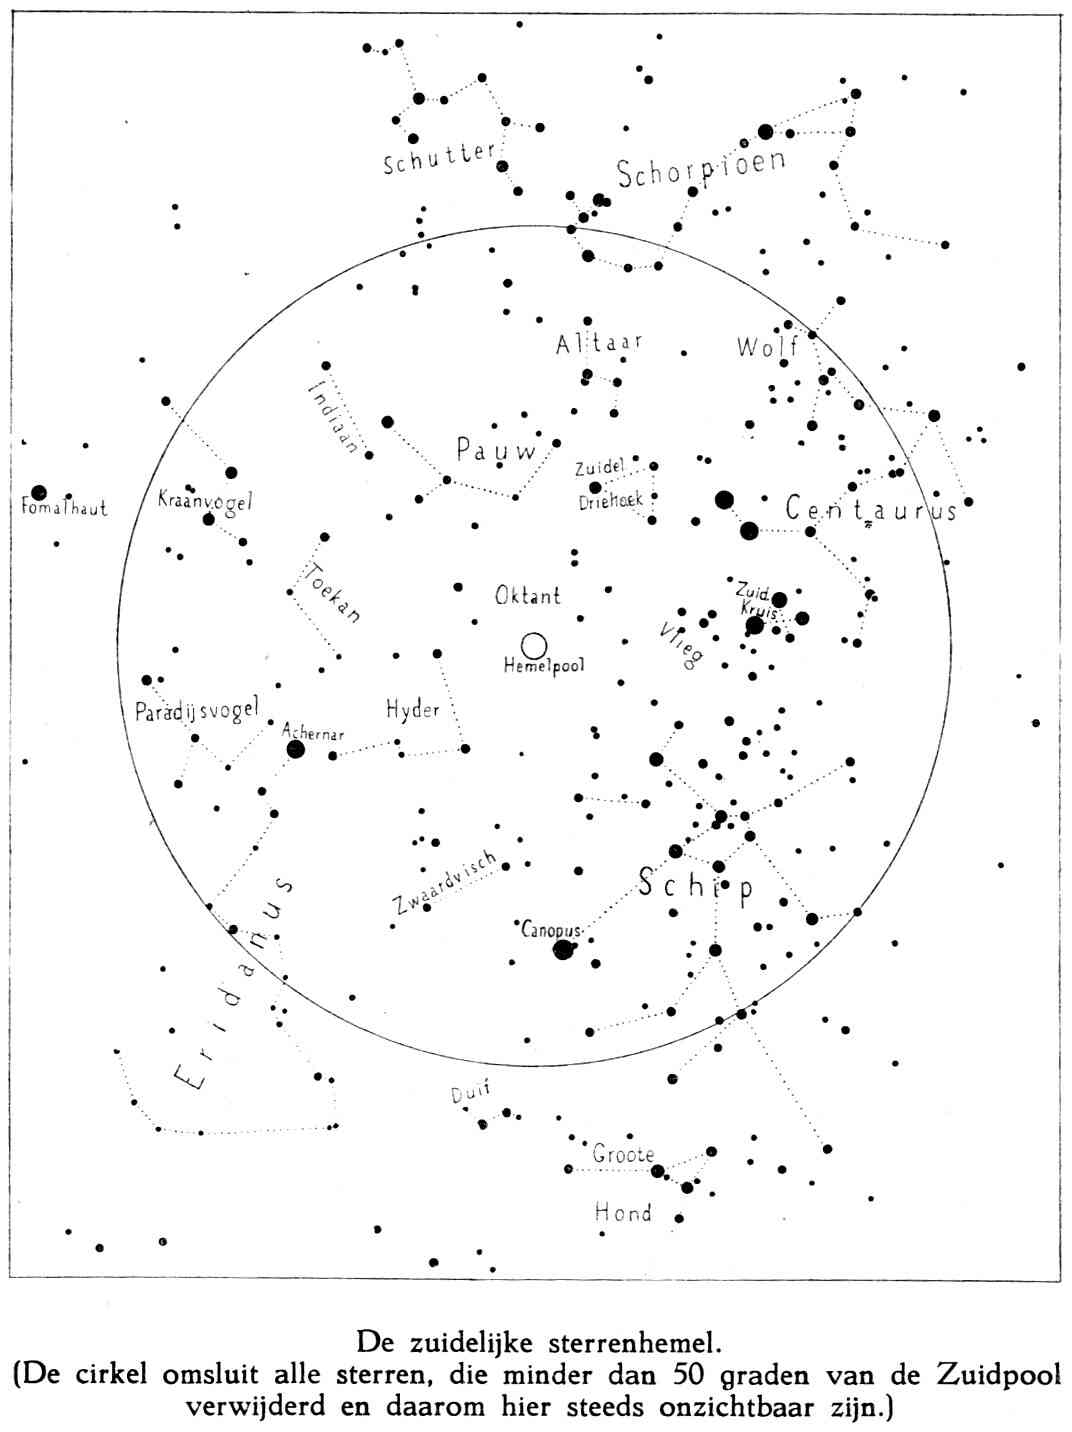 Schutter
Schorpioen
Altaar
Wolf
Indiaan
Pauw
Zuidel.
Driehoek
Fomalhaut
Kraanvogel
Centaurus
Toekan
Oktant
Zuid.
Kruis
Vlieg
Hemelpool
Paradijsvogel
Hyder
Achernar
Zwaardvisch
Schip
Canopus
Eridanus
Duif
Groote
Hond
De zuidelijke sterrenhemel.
(De cirkel omsluit alle sterren, die minder dan 50 graden van de Zuidpool
verwijderd en daarom hier steeds onzichtbaar zijn.)